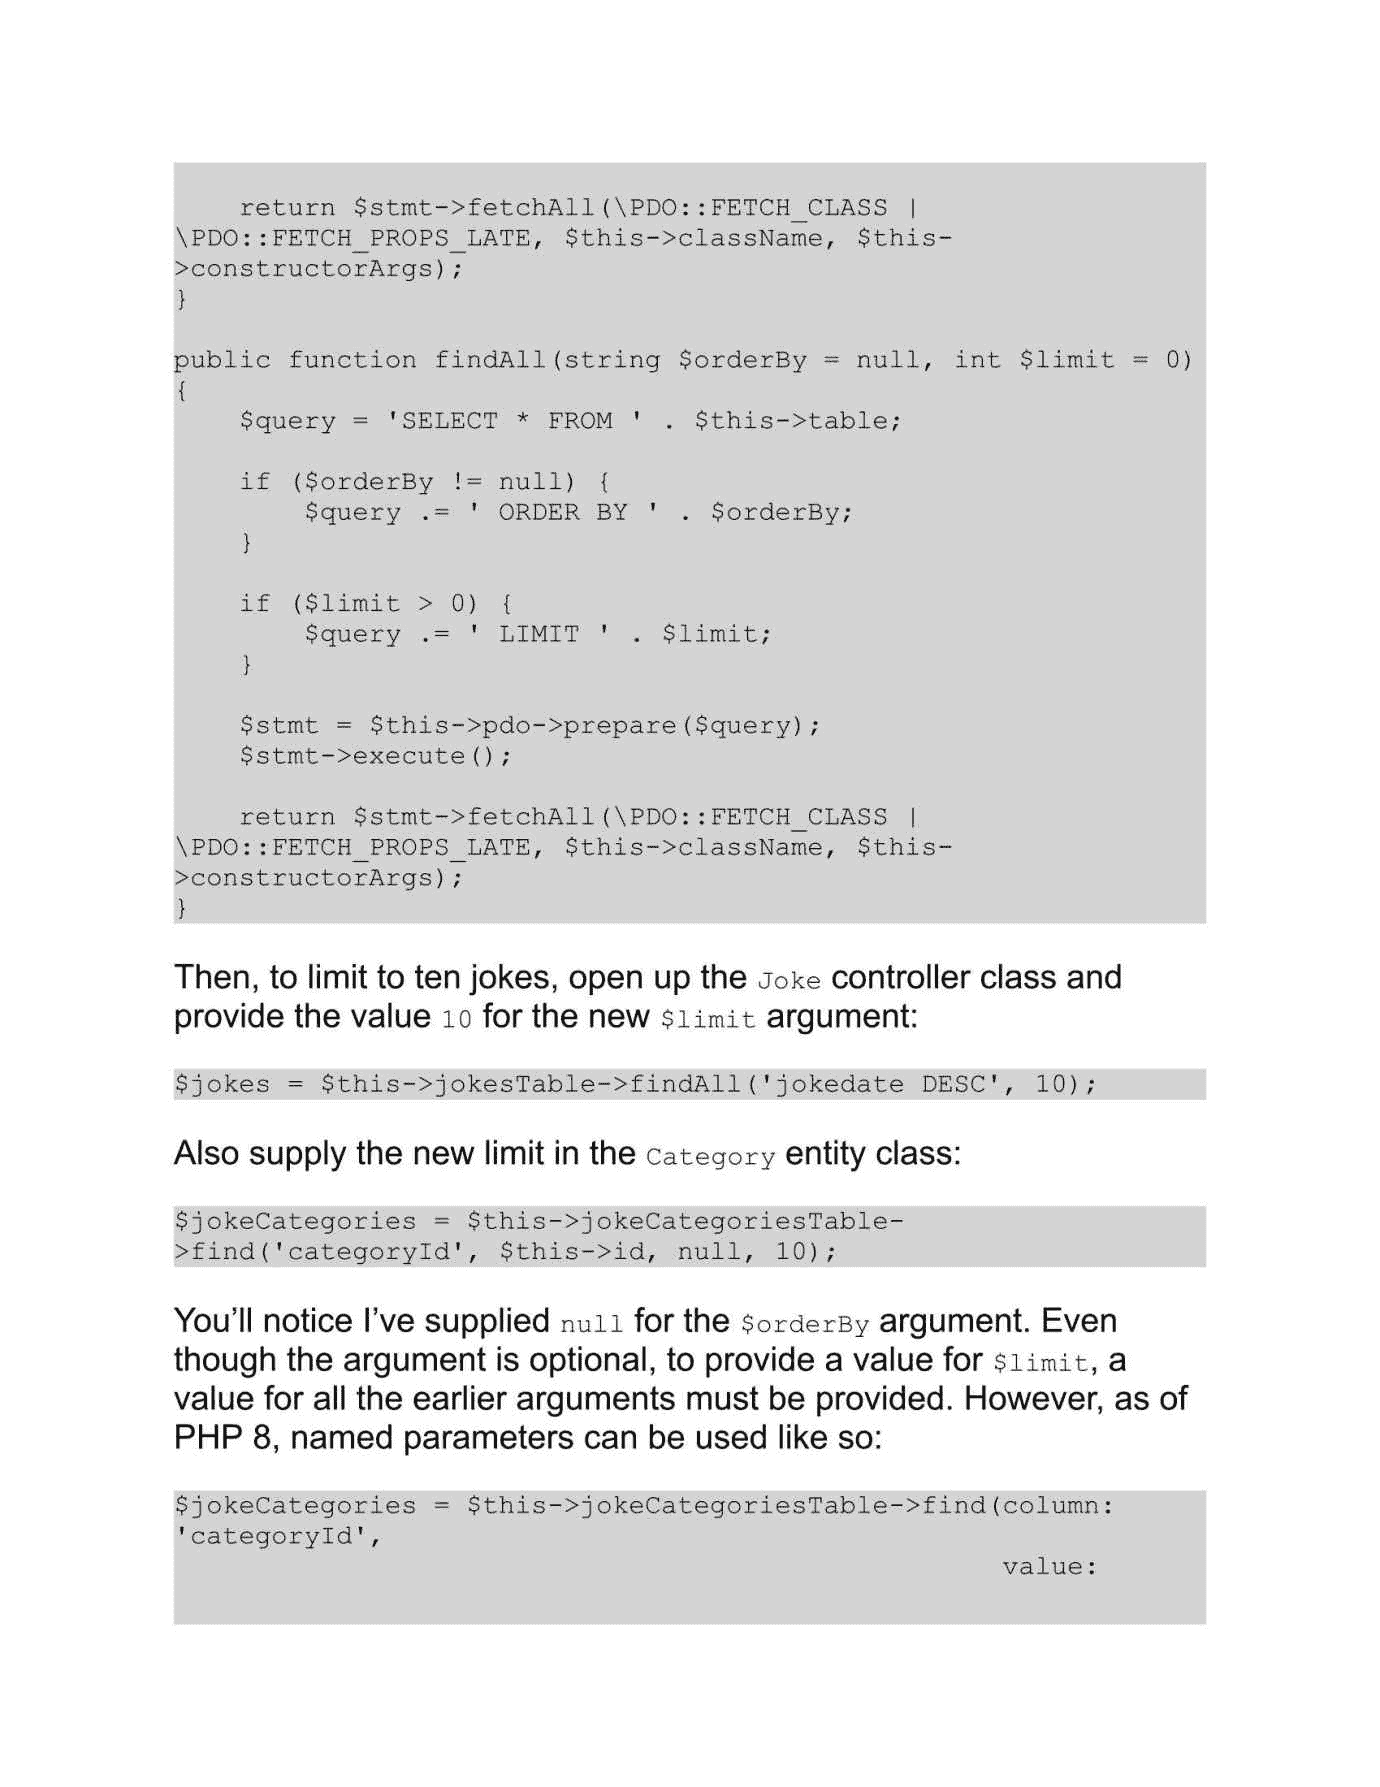 return $stmt->fetchAll(\PDO::FETCH_CLASS |
\PDO::FETCH_PROPS_LATE, $this->className, $this-
>constructorArgs);
}

public function findAll(string $orderBy = null, int $limit = 0)
{
    $query = 'SELECT * FROM ' . $this->table;

    if ($orderBy != null) {
        $query .= ' ORDER BY ' . $orderBy;
    }

    if ($limit > 0) {
        $query .= ' LIMIT ' . $limit;
    }

    $stmt = $this->pdo->prepare($query);
    $stmt->execute();

    return $stmt->fetchAll(\PDO::FETCH_CLASS |
\PDO::FETCH_PROPS_LATE, $this->className, $this-
>constructorArgs);
}
Then, to limit to ten jokes, open up the Joke controller class and
provide the value 10 for the new $limit argument:
$jokes = $this->jokesTable->findAll('jokedate DESC', 10);
Also supply the new limit in the Category entity class:
$jokeCategories = $this->jokeCategoriesTable-
>find('categoryId', $this->id, null, 10);
You’ll notice I’ve supplied null for the $orderBy argument. Even
though the argument is optional, to provide a value for $limit, a
value for all the earlier arguments must be provided. However, as of
PHP 8, named parameters can be used like so:
$jokeCategories = $this->jokeCategoriesTable->find(column:
'categoryId',
                                                   value: